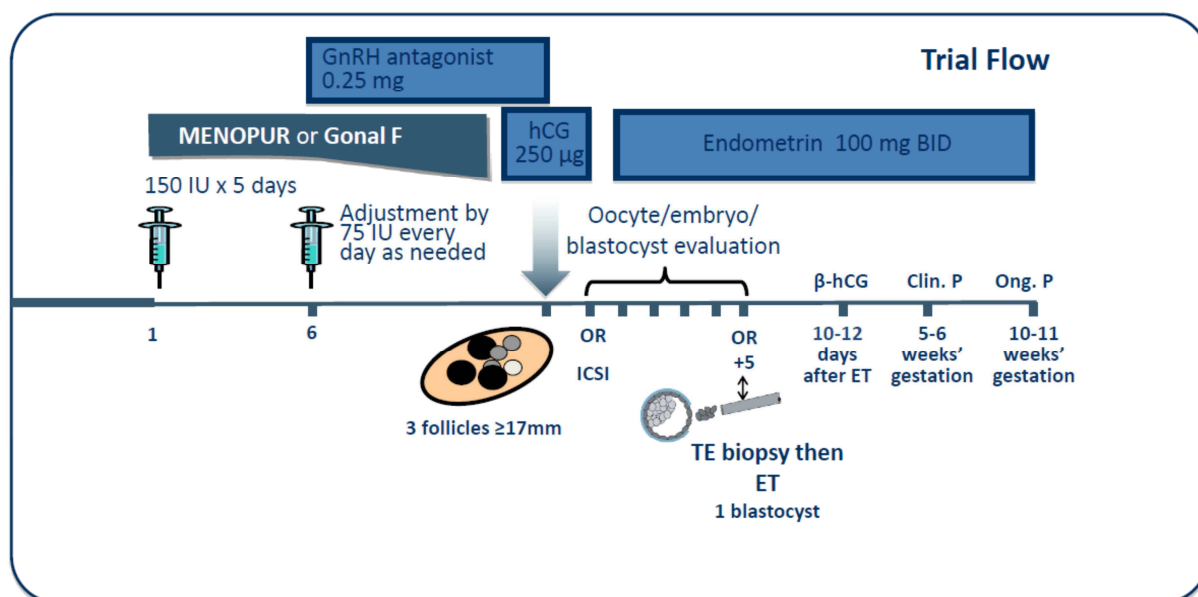 Trial Flow
GnRH antagonist
0.25 mg
MENOPUR or Gonal F
hCG
250 µg
Endometrin 100 mg BID
150 IU x 5 days
Adjustment by
75 IU every
day as needed
Oocyte/embryo/
blastocyst evaluation
β-hCG
Clin. P
Ong. P
1
6
OR
ICSI
OR
+5
10-12
days
after ET
5-6
weeks’
gestation
10-11
weeks’
gestation
3 follicles ≥17mm
TE biopsy then
ET
1 blastocyst